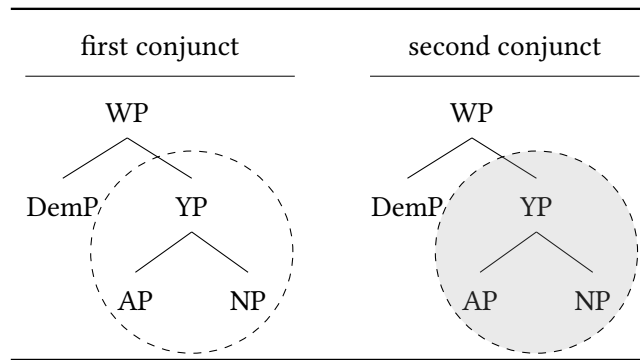 first conjunct second conjunct
WP WP
DemP YP DemP YP
AP NP AP NP